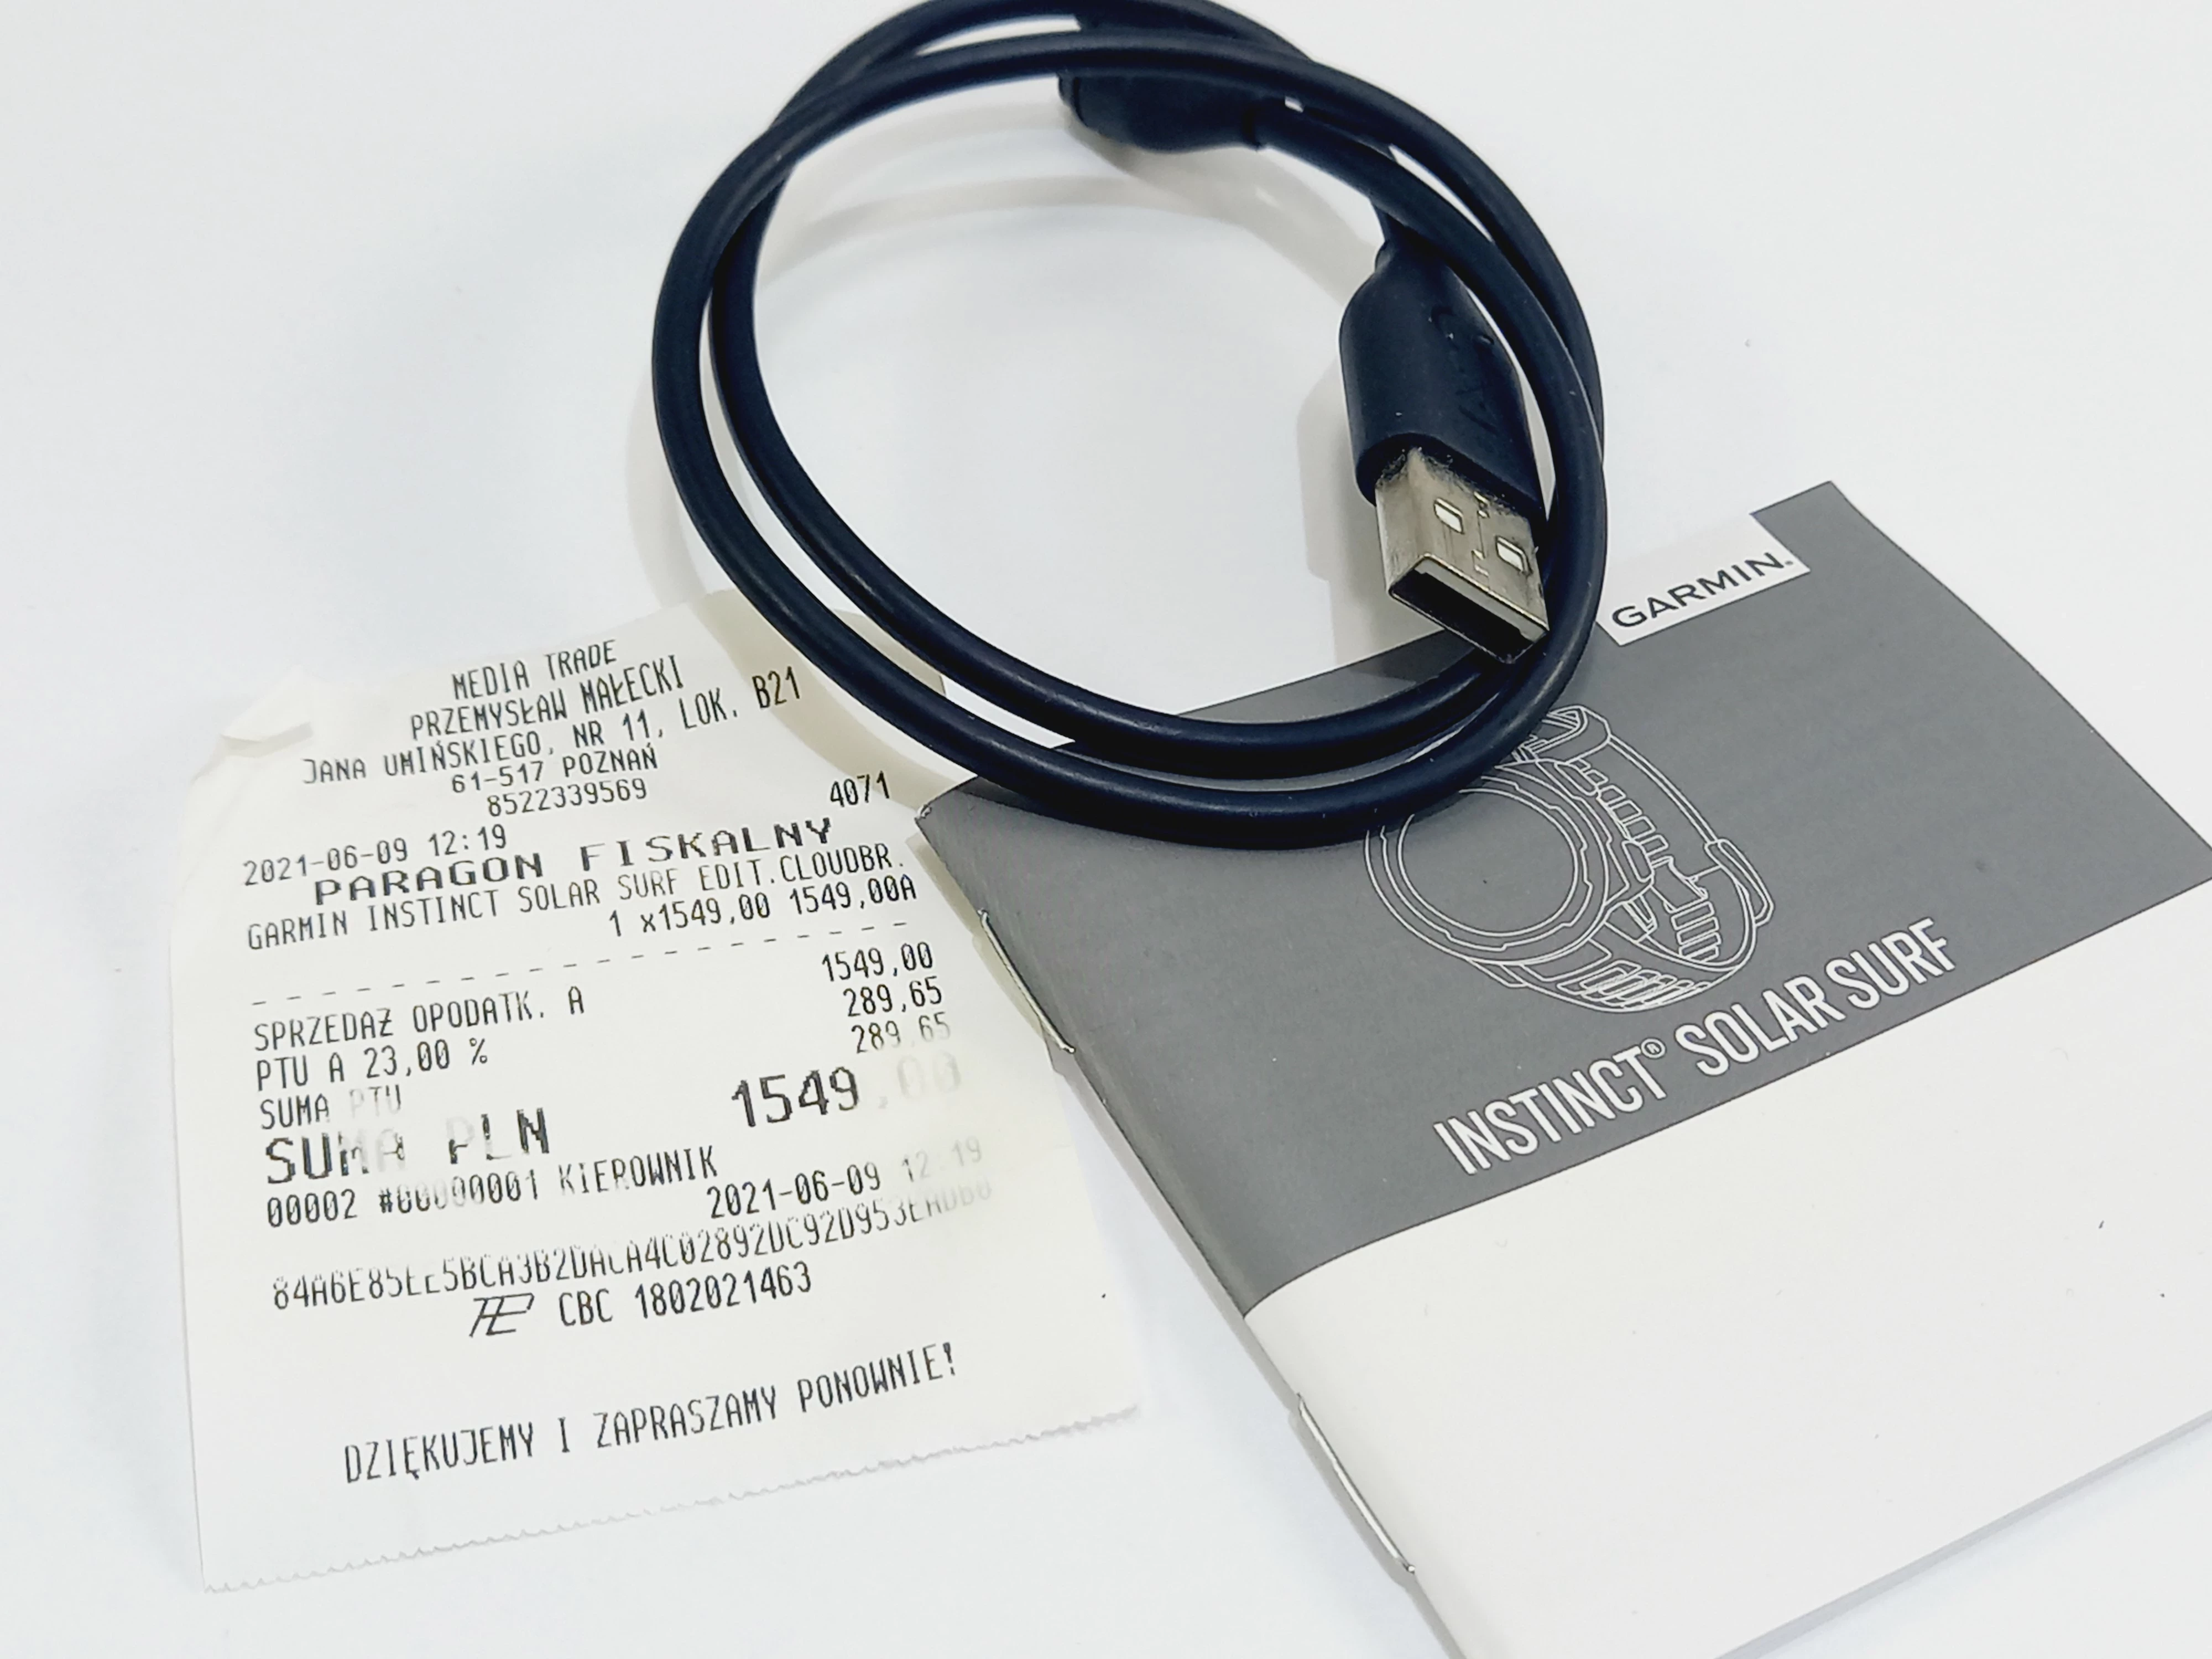 MEDIA TRADE
PRZEMYSŁAW MAŁECKI
JANA UMIŃSKIEGO, NR 11, LOK. B21
61-517 POZNAŃ
8522339569
2021-06-09 12:19 4071
PARAGON FISKALNY
GARMIN INSTINCT SOLAR SURF EDIT.CLOUDBR.
1 x1549,00 1549,00A
SPRZEDAŻ OPODATK. A 1549,00
PTU A 23,00 % 289,65
SUMA PTU 289,65
SUMA PLN 1549,00
00002 #00000001 KIEROWNIK
2021-06-09 12:19
CBC 1802021463
DZIĘKUJEMY I ZAPRASZAMY PONOWNIE!
GARMIN.
INSTINCT® SOLAR SURF